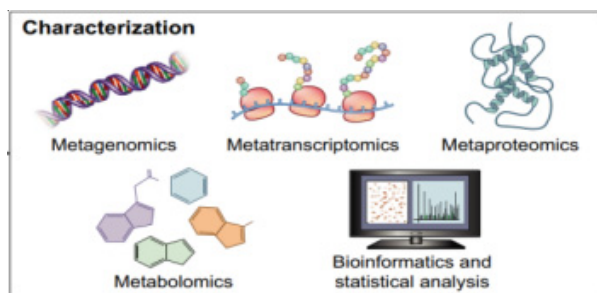 Characterization
Metagenomics
Metatranscriptomics
Metaproteomics
Metabolomics
Bioinformatics and
statistical analysis